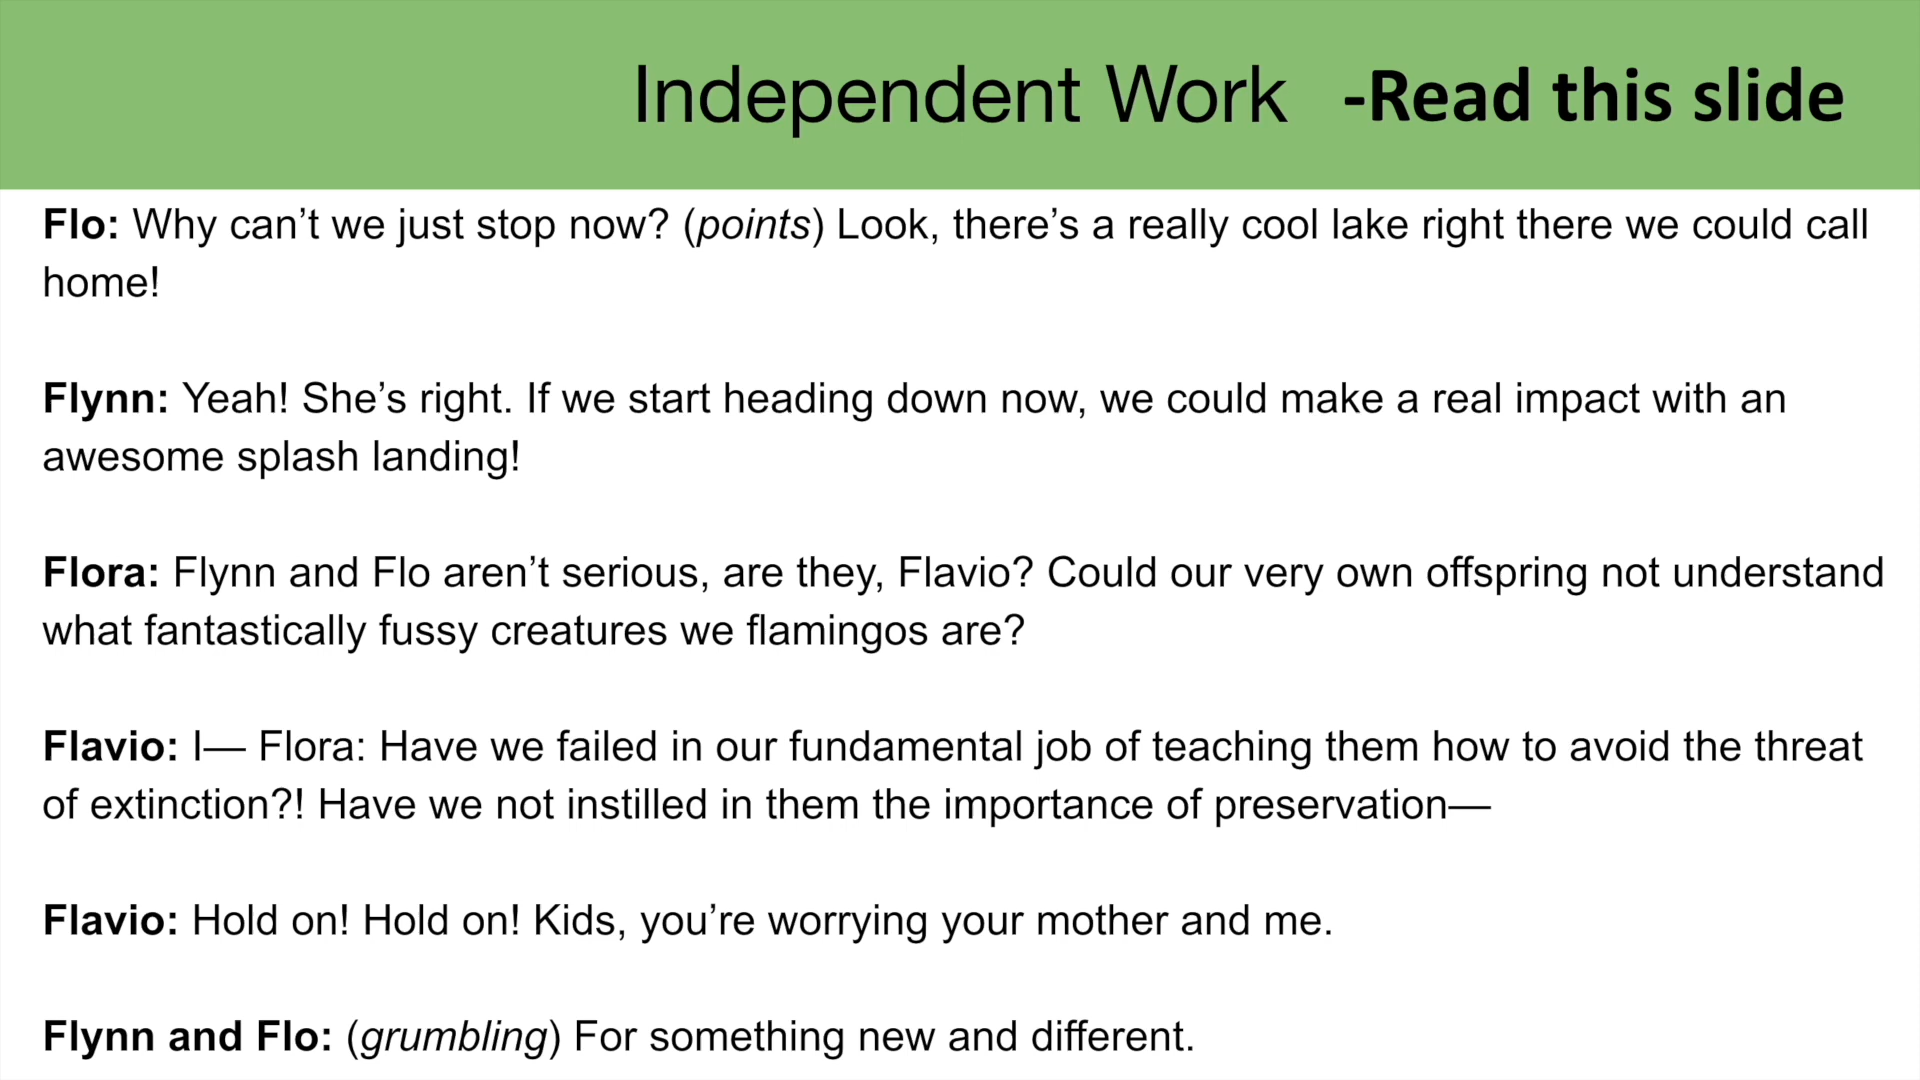 Independent Work -Read this slide
Flo: Why can’t we just stop now? (points) Look, there’s a really cool lake right there we could call
home!
Flynn: Yeah! She’s right. If we start heading down now, we could make a real impact with an
awesome splash landing!
Flora: Flynn and Flo aren’t serious, are they, Flavio? Could our very own offspring not understand
what fantastically fussy creatures we flamingos are?
Flavio: I— Flora: Have we failed in our fundamental job of teaching them how to avoid the threat
of extinction?! Have we not instilled in them the importance of preservation—
Flavio: Hold on! Hold on! Kids, you’re worrying your mother and me.
Flynn and Flo: (grumbling) For something new and different.